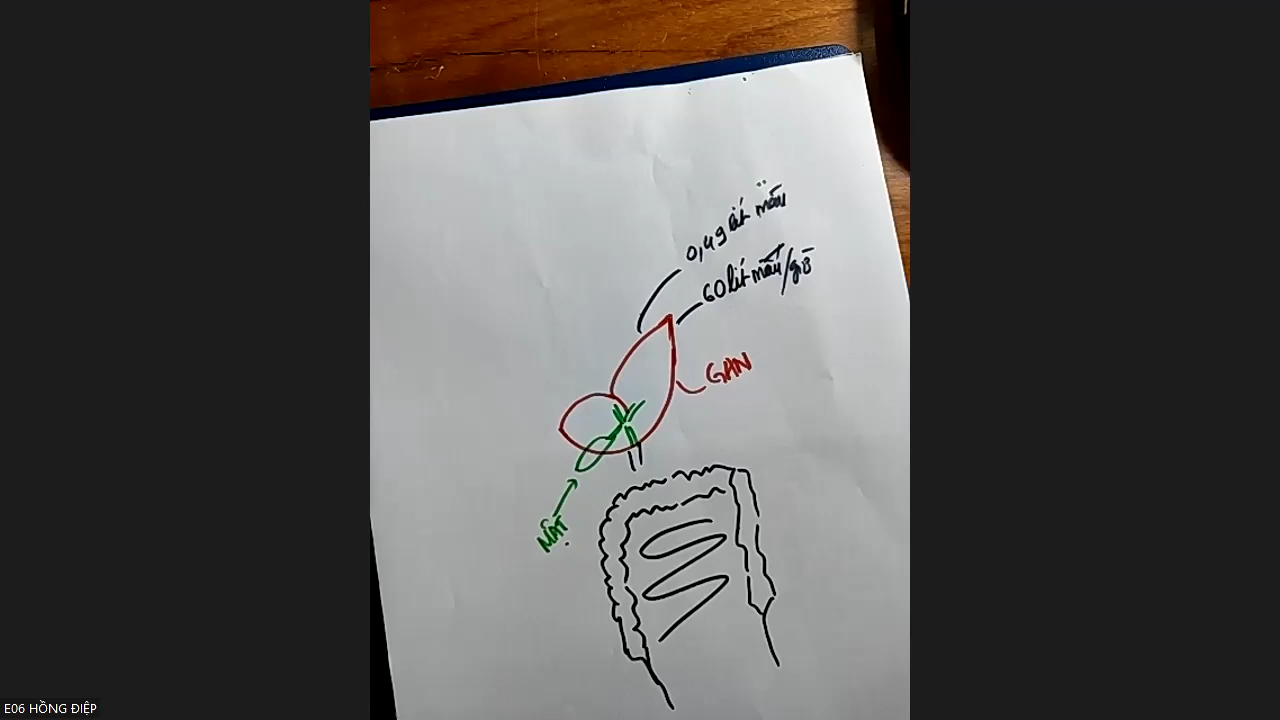 0,49 lít máu
60 lít máu/giờ
GAN
MẬT
E06 HỒNG ĐIỆP